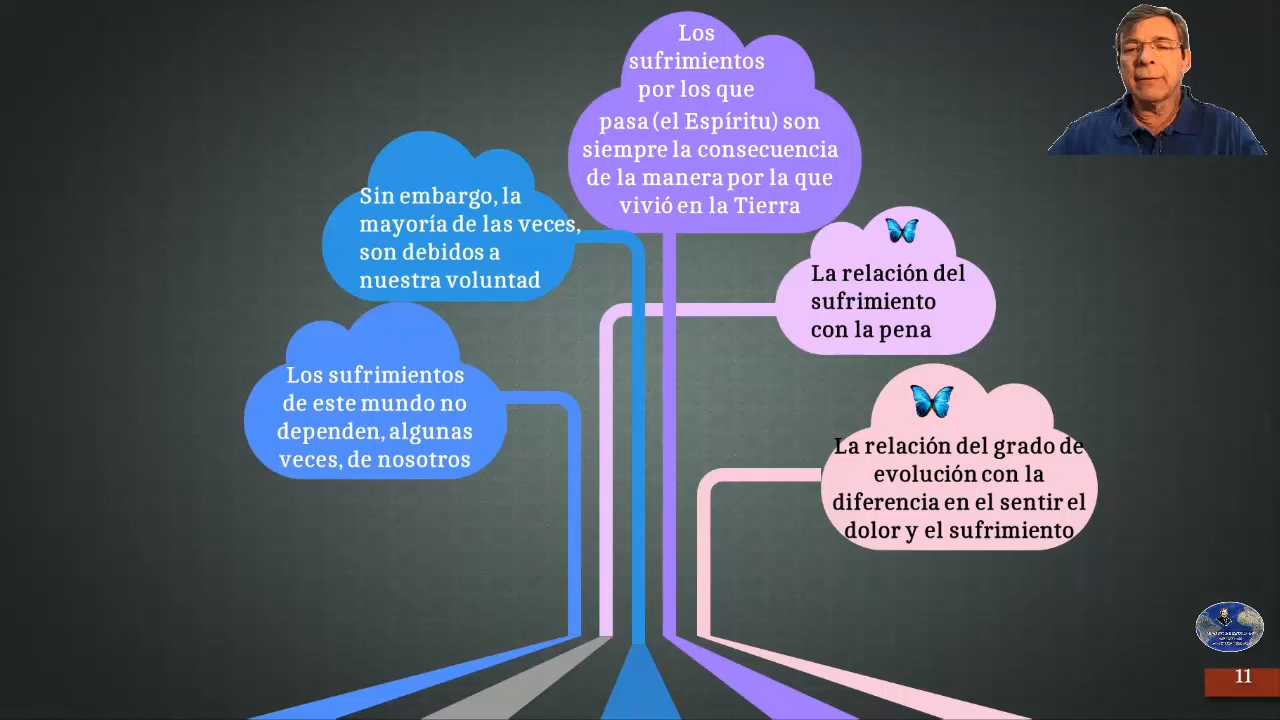 Los
sufrimientos
por los que
pasa (el Espíritu) son
siempre la consecuencia
de la manera por la que
vivió en la Tierra
Sin embargo, la
mayoría de las veces,
son debidos a
nuestra voluntad
La relación del
sufrimiento
con la pena
Los sufrimientos
de este mundo no
dependen, algunas
veces, de nosotros
La relación del grado de
evolución con la
diferencia en el sentir el
dolor y el sufrimiento
11